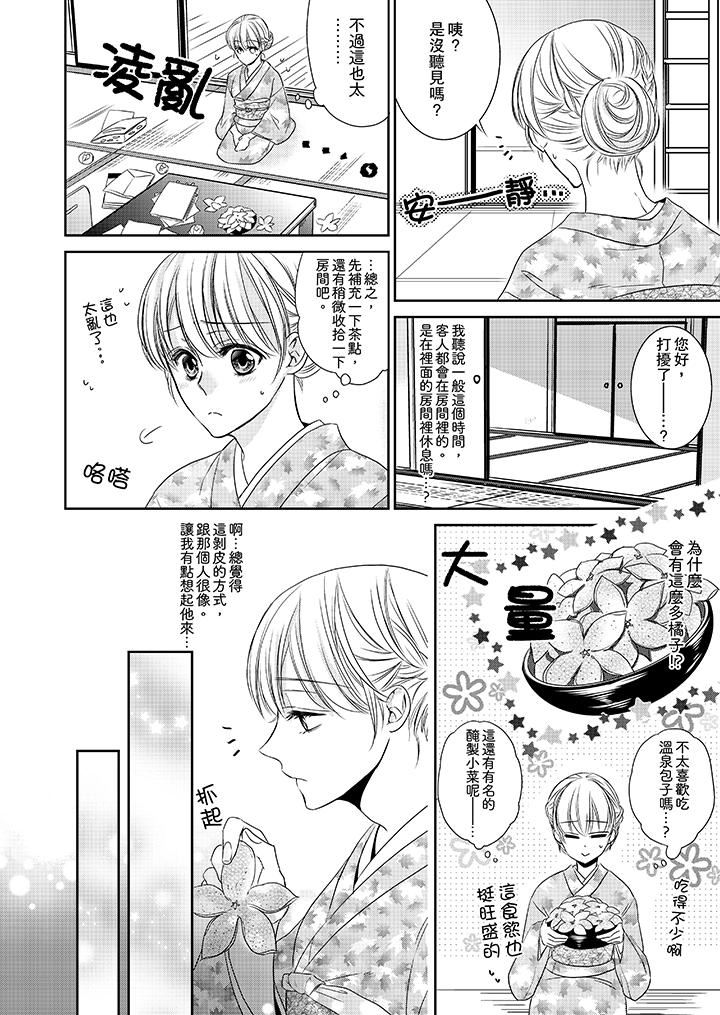 咦？
是沒聽見嗎？
安——靜…
不過這也太
………
凌亂
您好，
打擾了——…？
我聽說一般這個時間，
客人都會在房間裡的。
是在裡面的房間裡休息嗎…？
…總之，
先補充一下茶點，
還有稍微收拾一下
房間吧。
這也
太亂了…
咯嗒
為什麼
會有這麼多橘子!?
大量
不太喜歡吃
溫泉包子嗎…？
這還有有名的
醃製小菜呢——
吃得不少啊
這食慾也
挺旺盛的
啊…總覺得
這剝皮的方式，
跟那個人很像。
讓我有點想起他來…
抓起